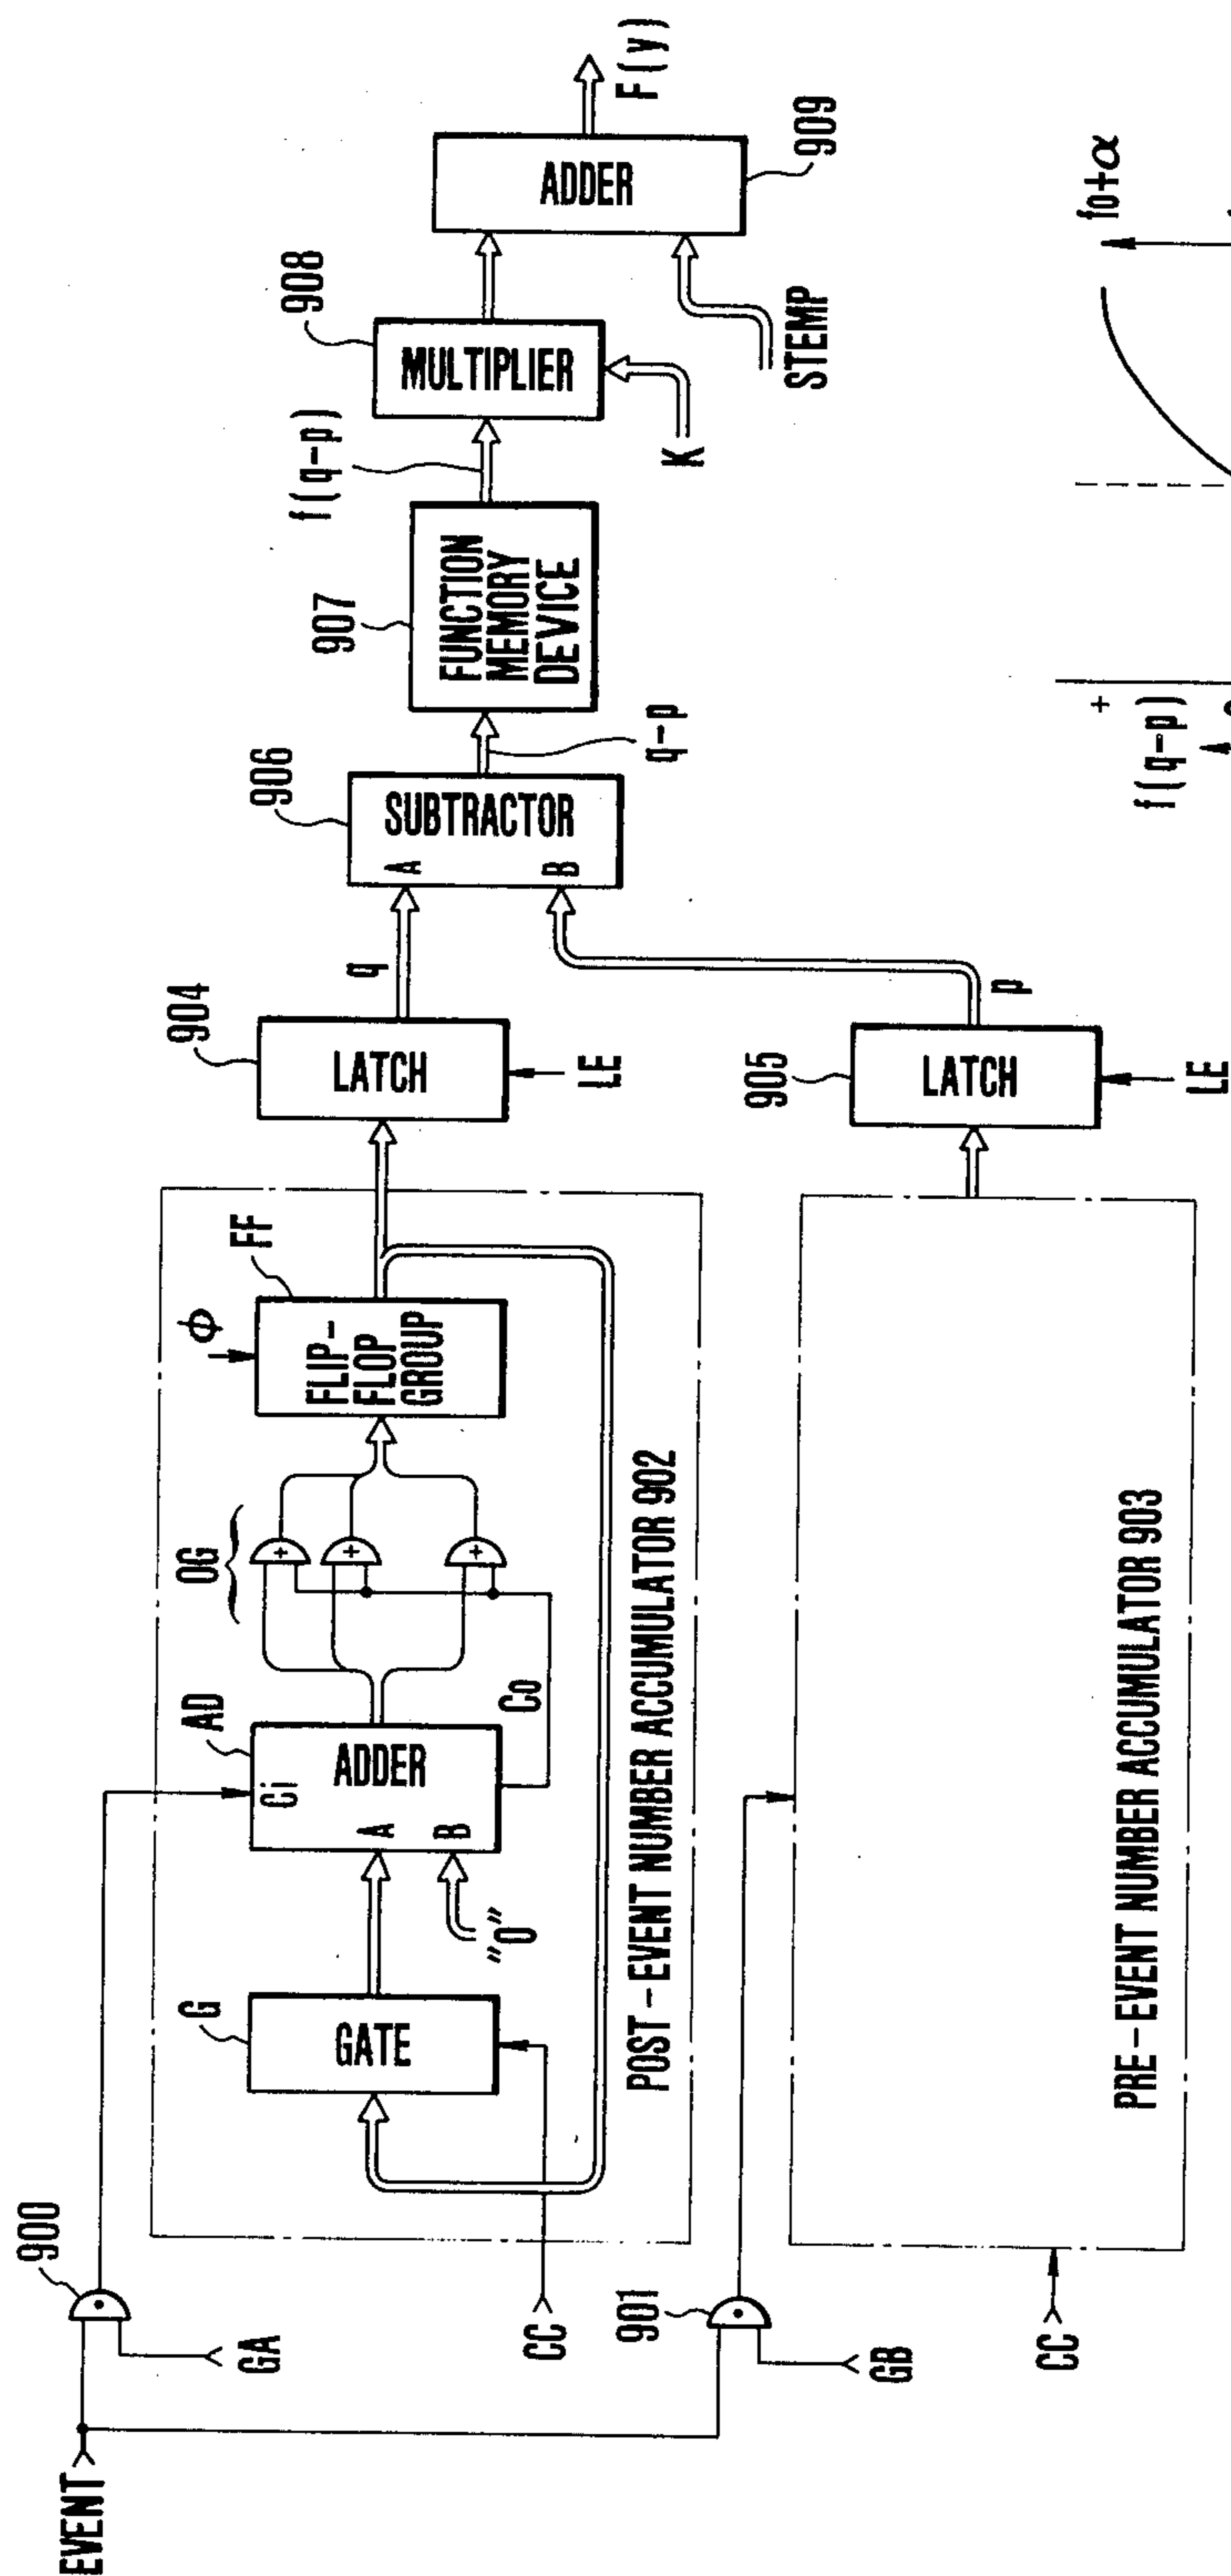 EVENT
900
GA
G
GATE
CC
AD
Ci
ADDER
A
B
"0"
Co
OG
+
+
+
φ
FF
FLIP-
FLOP
GROUP
POST-EVENT NUMBER ACCUMULATOR 902
904
LATCH
LE
q
906
SUBTRACTOR
A
B
q-p
907
FUNCTION
MEMORY
DEVICE
f(q-p)
908
MULTIPLIER
K
ADDER
909
STEMP
F(y)
901
GB
CC
PRE-EVENT NUMBER ACCUMULATOR 903
905
LATCH
LE
p
+
f(q-p)
fo+α